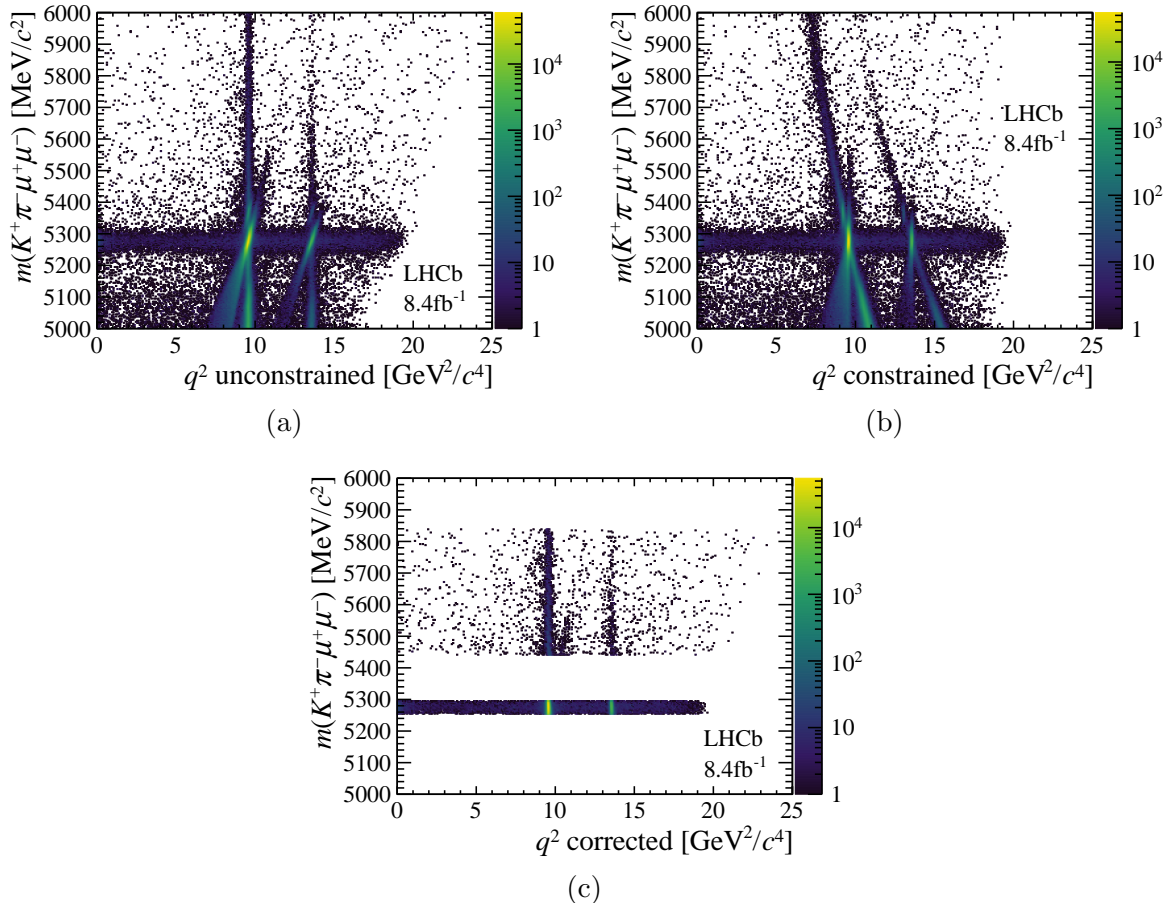 6000
5900
5800
5700
5600
5500
5400
5300
5200
5100
5000
m(K⁺π⁻μ⁺μ⁻) [MeV/c²]
LHCb
8.4fb⁻¹
0 5 10 15 20 25
q² unconstrained [GeV²/c⁴]
10⁴
10³
10²
10
1
(a)
6000
5900
5800
5700
5600
5500
5400
5300
5200
5100
5000
m(K⁺π⁻μ⁺μ⁻) [MeV/c²]
LHCb
8.4fb⁻¹
0 5 10 15 20 25
q² constrained [GeV²/c⁴]
10⁴
10³
10²
10
1
(b)
6000
5900
5800
5700
5600
5500
5400
5300
5200
5100
5000
m(K⁺π⁻μ⁺μ⁻) [MeV/c²]
LHCb
8.4fb⁻¹
0 5 10 15 20 25
q² corrected [GeV²/c⁴]
10⁴
10³
10²
10
1
(c)